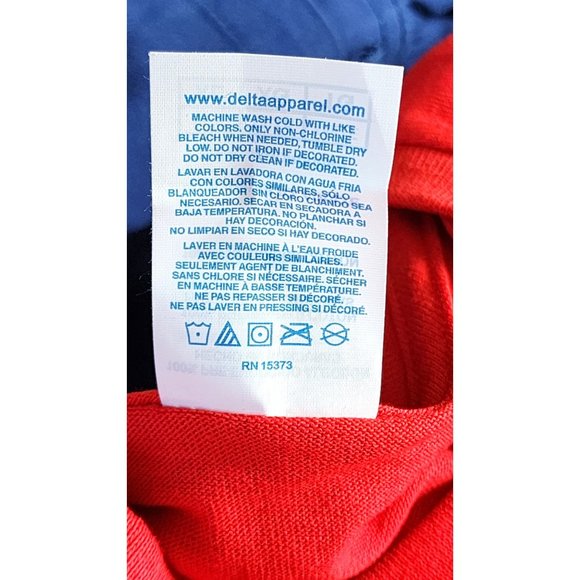 www.deltaapparel.com
MACHINE WASH COLD WITH LIKE
COLORS. ONLY NON-CHLORINE
BLEACH WHEN NEEDED, TUMBLE DRY
LOW. DO NOT IRON IF DECORATED.
DO NOT DRY CLEAN IF DECORATED.
LAVAR EN LAVADORA CON AGUA FRIA
CON COLORES SIMILARES, SÓLO
BLANQUEADOR SIN CLORO CUANDO SEA
NECESARIO. SECAR EN SECADORA A
BAJA TEMPERATURA. NO PLANCHAR SI
HAY DECORACIÓN.
NO LIMPIAR EN SECO SI HAY DECORADO.
LAVER EN MACHINE À L'EAU FROIDE
AVEC COULEURS SIMILAIRES.
SEULEMENT AGENT DE BLANCHIMENT.
SANS CHLORE SI NÉCESSAIRE. SÉCHER
EN MACHINE À BASSE TEMPÉRATURE.
NE PAS REPASSER SI DÉCORÉ.
NE PAS LAVER EN PRESSING SI DÉCORÉ.
RN 15373